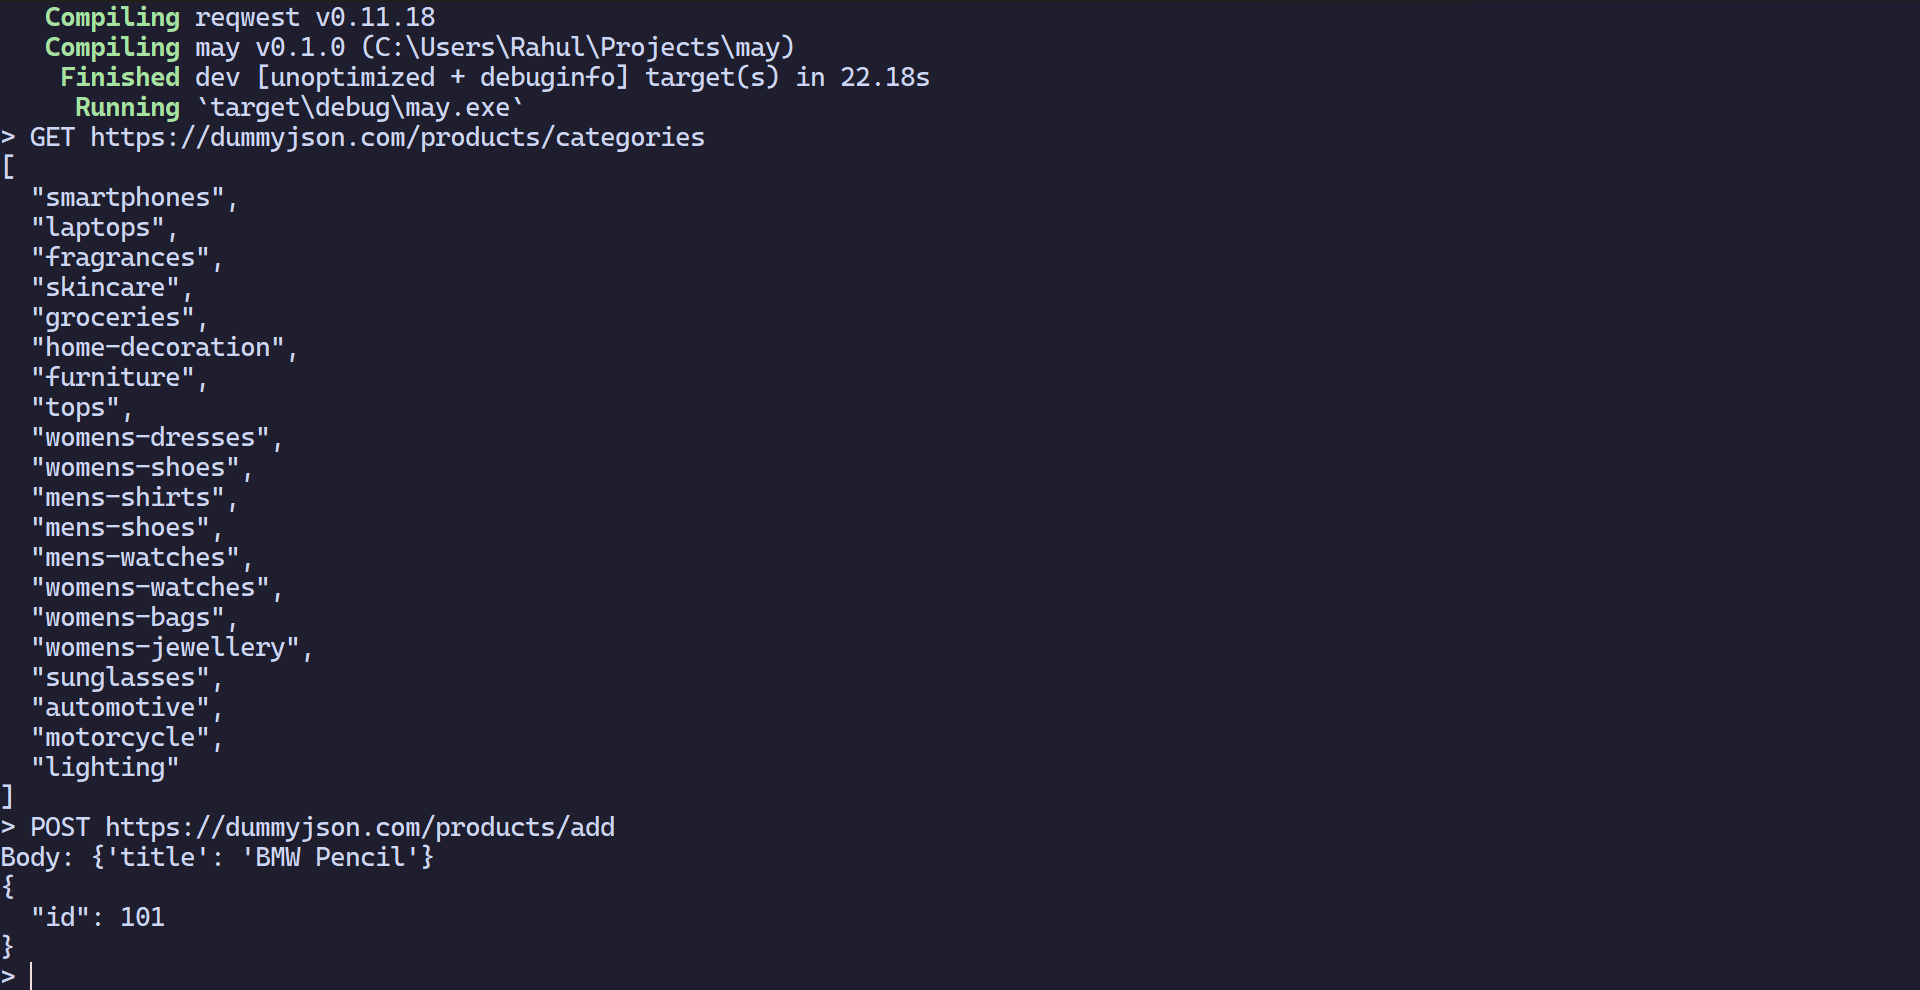 Compiling reqwest v0.11.18
Compiling may v0.1.0 (C:\Users\Rahul\Projects\may)
Finished dev [unoptimized + debuginfo] target(s) in 22.18s
Running `target\debug\may.exe`
> GET https://dummyjson.com/products/categories
[
  "smartphones",
  "laptops",
  "fragrances",
  "skincare",
  "groceries",
  "home-decoration",
  "furniture",
  "tops",
  "womens-dresses",
  "womens-shoes",
  "mens-shirts",
  "mens-shoes",
  "mens-watches",
  "womens-watches",
  "womens-bags",
  "womens-jewellery",
  "sunglasses",
  "automotive",
  "motorcycle",
  "lighting"
]
> POST https://dummyjson.com/products/add
Body: {'title': 'BMW Pencil'}
{
  "id": 101
}
>